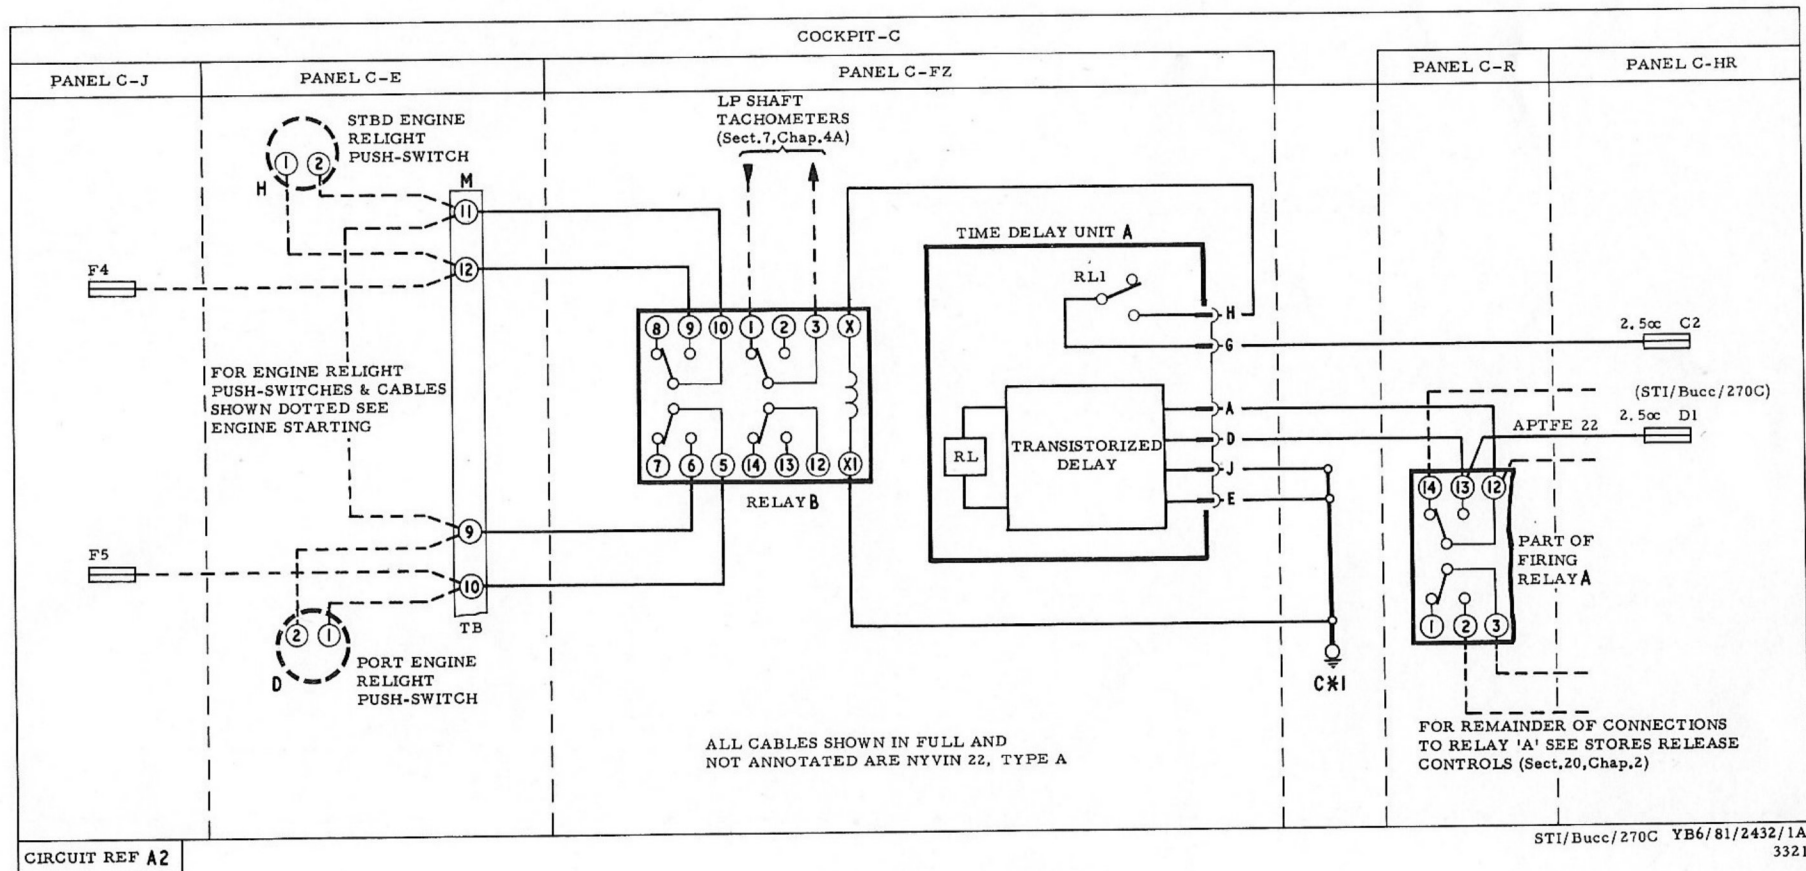 COCKPIT-C
PANEL C-J
PANEL C-E
PANEL C-FZ
PANEL C-R
PANEL C-HR
STBD ENGINE
RELIGHT
PUSH-SWITCH
1
2
H
M
11
12
F4
LP SHAFT
TACHOMETERS
(Sect.7,Chap.4A)
TIME DELAY UNIT A
RL1
H
G
2.5∝ C2
8
9
10
1
2
3
X
FOR ENGINE RELIGHT
PUSH-SWITCHES & CABLES
SHOWN DOTTED SEE
ENGINE STARTING
7
6
5
14
13
12
X1
RELAY B
RL
TRANSISTORIZED
DELAY
A
D
J
E
(STI/Bucc/270C)
2.5∝ D1
APTFE 22
14
13
12
PART OF
FIRING
RELAY A
1
2
3
9
10
TB
F5
2
1
D
PORT ENGINE
RELIGHT
PUSH-SWITCH
C*1
ALL CABLES SHOWN IN FULL AND
NOT ANNOTATED ARE NYVIN 22, TYPE A
FOR REMAINDER OF CONNECTIONS
TO RELAY 'A' SEE STORES RELEASE
CONTROLS (Sect.20,Chap.2)
CIRCUIT REF A2
STI/Bucc/270C YB6/81/2432/1A
3321